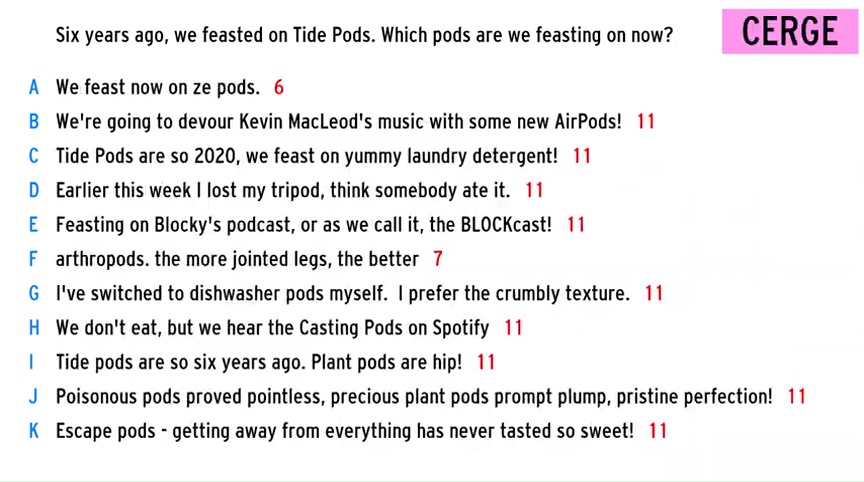 Six years ago, we feasted on Tide Pods. Which pods are we feasting on now?
CERGE
A We feast now on ze pods. 6
B We're going to devour Kevin MacLeod's music with some new AirPods! 11
C Tide Pods are so 2020, we feast on yummy laundry detergent! 11
D Earlier this week I lost my tripod, think somebody ate it. 11
E Feasting on Blocky's podcast, or as we call it, the BLOCKcast! 11
F arthropods. the more jointed legs, the better 7
G I've switched to dishwasher pods myself. I prefer the crumbly texture. 11
H We don't eat, but we hear the Casting Pods on Spotify 11
I Tide pods are so six years ago. Plant pods are hip! 11
J Poisonous pods proved pointless, precious plant pods prompt plump, pristine perfection! 11
K Escape pods - getting away from everything has never tasted so sweet! 11